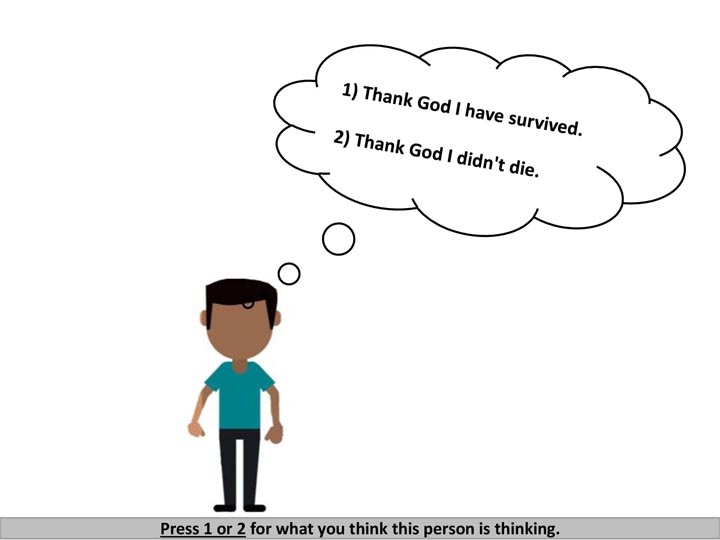 1) Thank God I have survived.
2) Thank God I didn't die.
Press 1 or 2 for what you think this person is thinking.